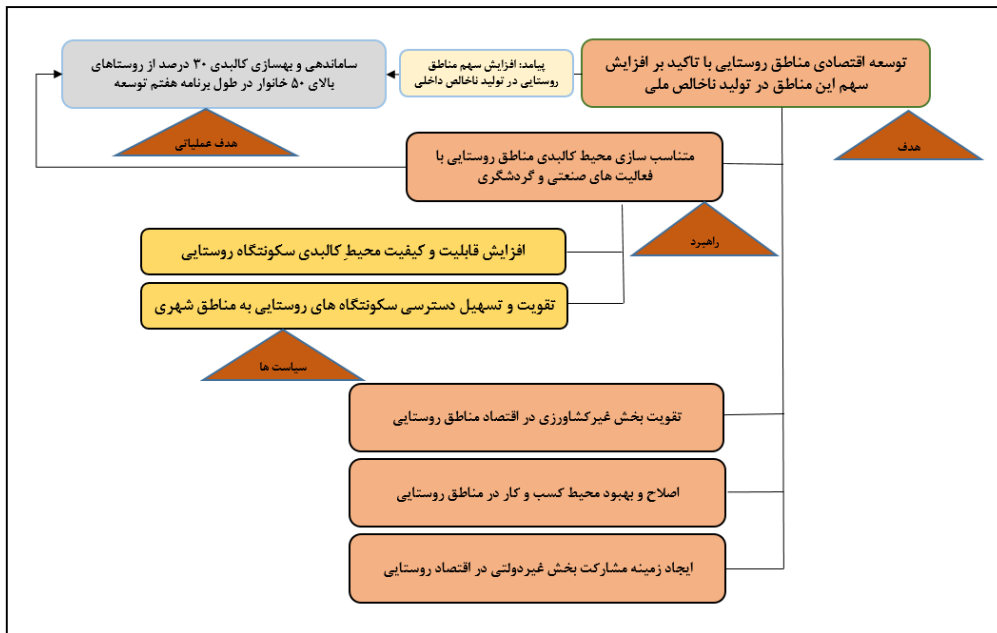 توسعه اقتصادی مناطق روستایی با تاکید بر افزایش
سهم این مناطق در تولید ناخالص ملی
پیامد: افزایش سهم مناطق
روستایی در تولید ناخالص داخلی
ساماندهی و بهسازی کالبدی ۳۰ درصد از روستاهای
بالای ۵۰ خانوار در طول برنامه هفتم توسعه
هدف
هدف عملیاتی
متناسب سازی محیط کالبدی مناطق روستایی با
فعالیت های صنعتی و گردشگری
راهبرد
افزایش قابلیت و کیفیت محیطِ کالبدی سکونتگاه روستایی
تقویت و تسهیل دسترسی سکونتگاه های روستایی به مناطق شهری
سیاست ها
تقویت بخش غیرکشاورزی در اقتصاد مناطق روستایی
اصلاح و بهبود محیط کسب و کار در مناطق روستایی
ایجاد زمینه مشارکت بخش غیردولتی در اقتصاد روستایی